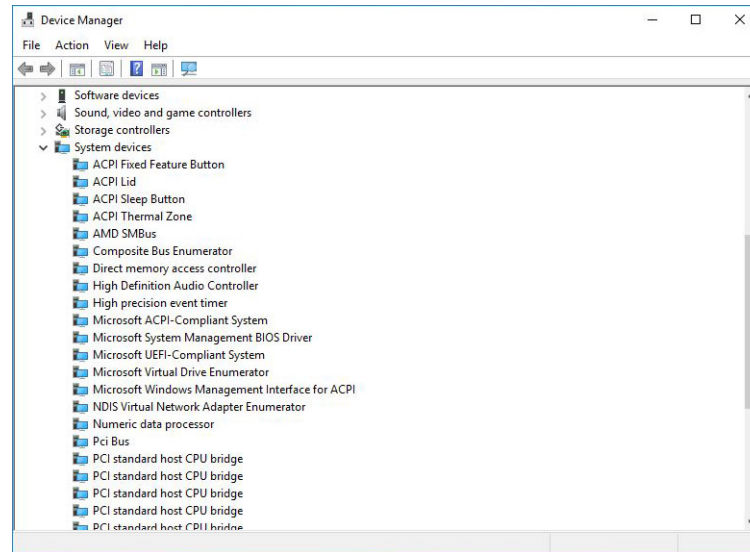 Device Manager
File Action View Help
Software devices
Sound, video and game controllers
Storage controllers
System devices
ACPI Fixed Feature Button
ACPI Lid
ACPI Sleep Button
ACPI Thermal Zone
AMD SMBus
Composite Bus Enumerator
Direct memory access controller
High Definition Audio Controller
High precision event timer
Microsoft ACPI-Compliant System
Microsoft System Management BIOS Driver
Microsoft UEFI-Compliant System
Microsoft Virtual Drive Enumerator
Microsoft Windows Management Interface for ACPI
NDIS Virtual Network Adapter Enumerator
Numeric data processor
Pci Bus
PCI standard host CPU bridge
PCI standard host CPU bridge
PCI standard host CPU bridge
PCI standard host CPU bridge
PCI standard host CPU bridge